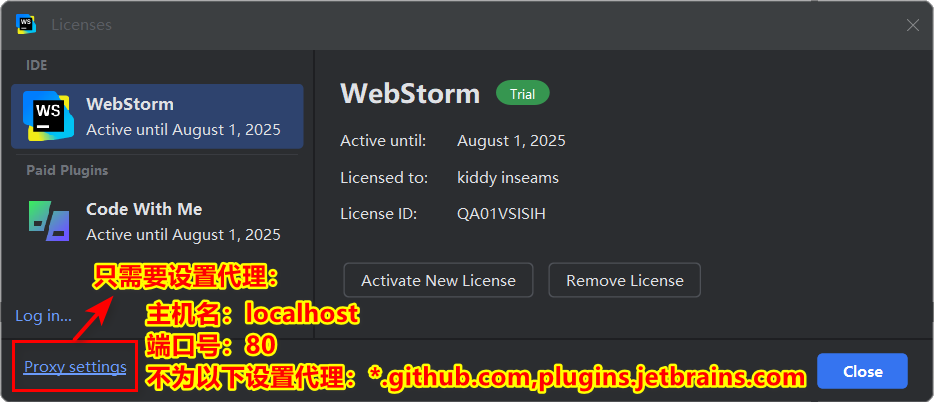 WS
Licenses
IDE
WS
WebStorm
Active until August 1, 2025
Paid Plugins
Code With Me
Active until August 1, 2025
Log in...
Proxy settings
WebStorm
Trial
Active until:
August 1, 2025
Licensed to:
kiddy inseams
License ID:
QA01VSISIH
Activate New License
Remove License
只需要设置代理：
主机名：localhost
端口号：80
不为以下设置代理：*.github.com,plugins.jetbrains.com
Close